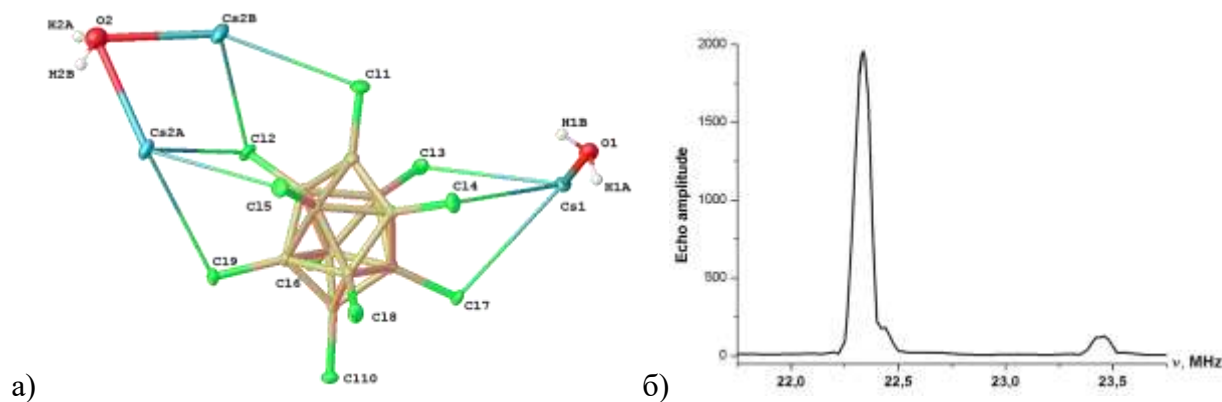 O2
Cs2B
H2A
H2B
Cl1
Cs2A
Cl2
H1B
O1
Cl3
H1A
Cl5
Cl4
Cs1
Cl9
Cl6
Cl7
Cl8
Cl10
а)
2000
1500
1000
500
0
Echo amplitude
22,0
22,5
23,0
23,5
ν, MHz
б)